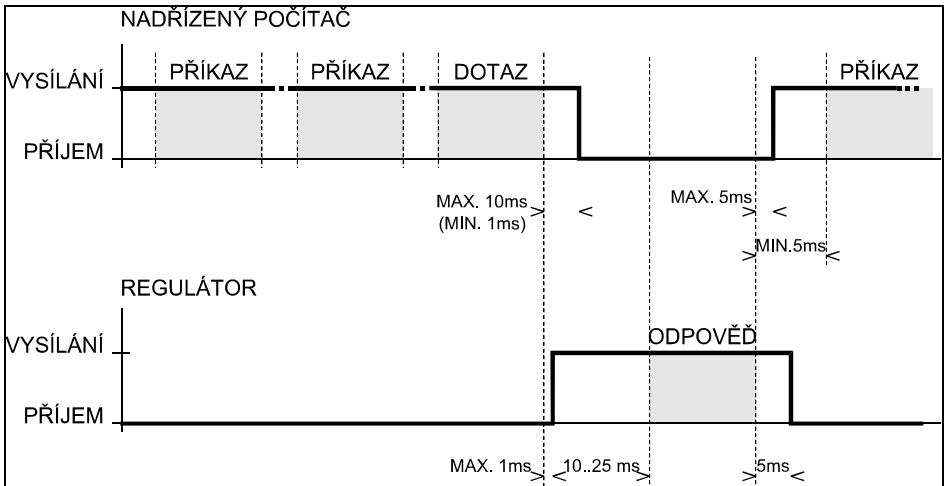 NADŘÍZENÝ POČÍTAČ
VYSÍLÁNÍ
PŘÍKAZ
PŘÍKAZ
DOTAZ
PŘÍKAZ
PŘÍJEM
MAX. 10ms
(MIN. 1ms)
MAX. 5ms
MIN.5ms
REGULÁTOR
VYSÍLÁNÍ
ODPOVĚĎ
PŘÍJEM
MAX. 1ms
10..25 ms
5ms